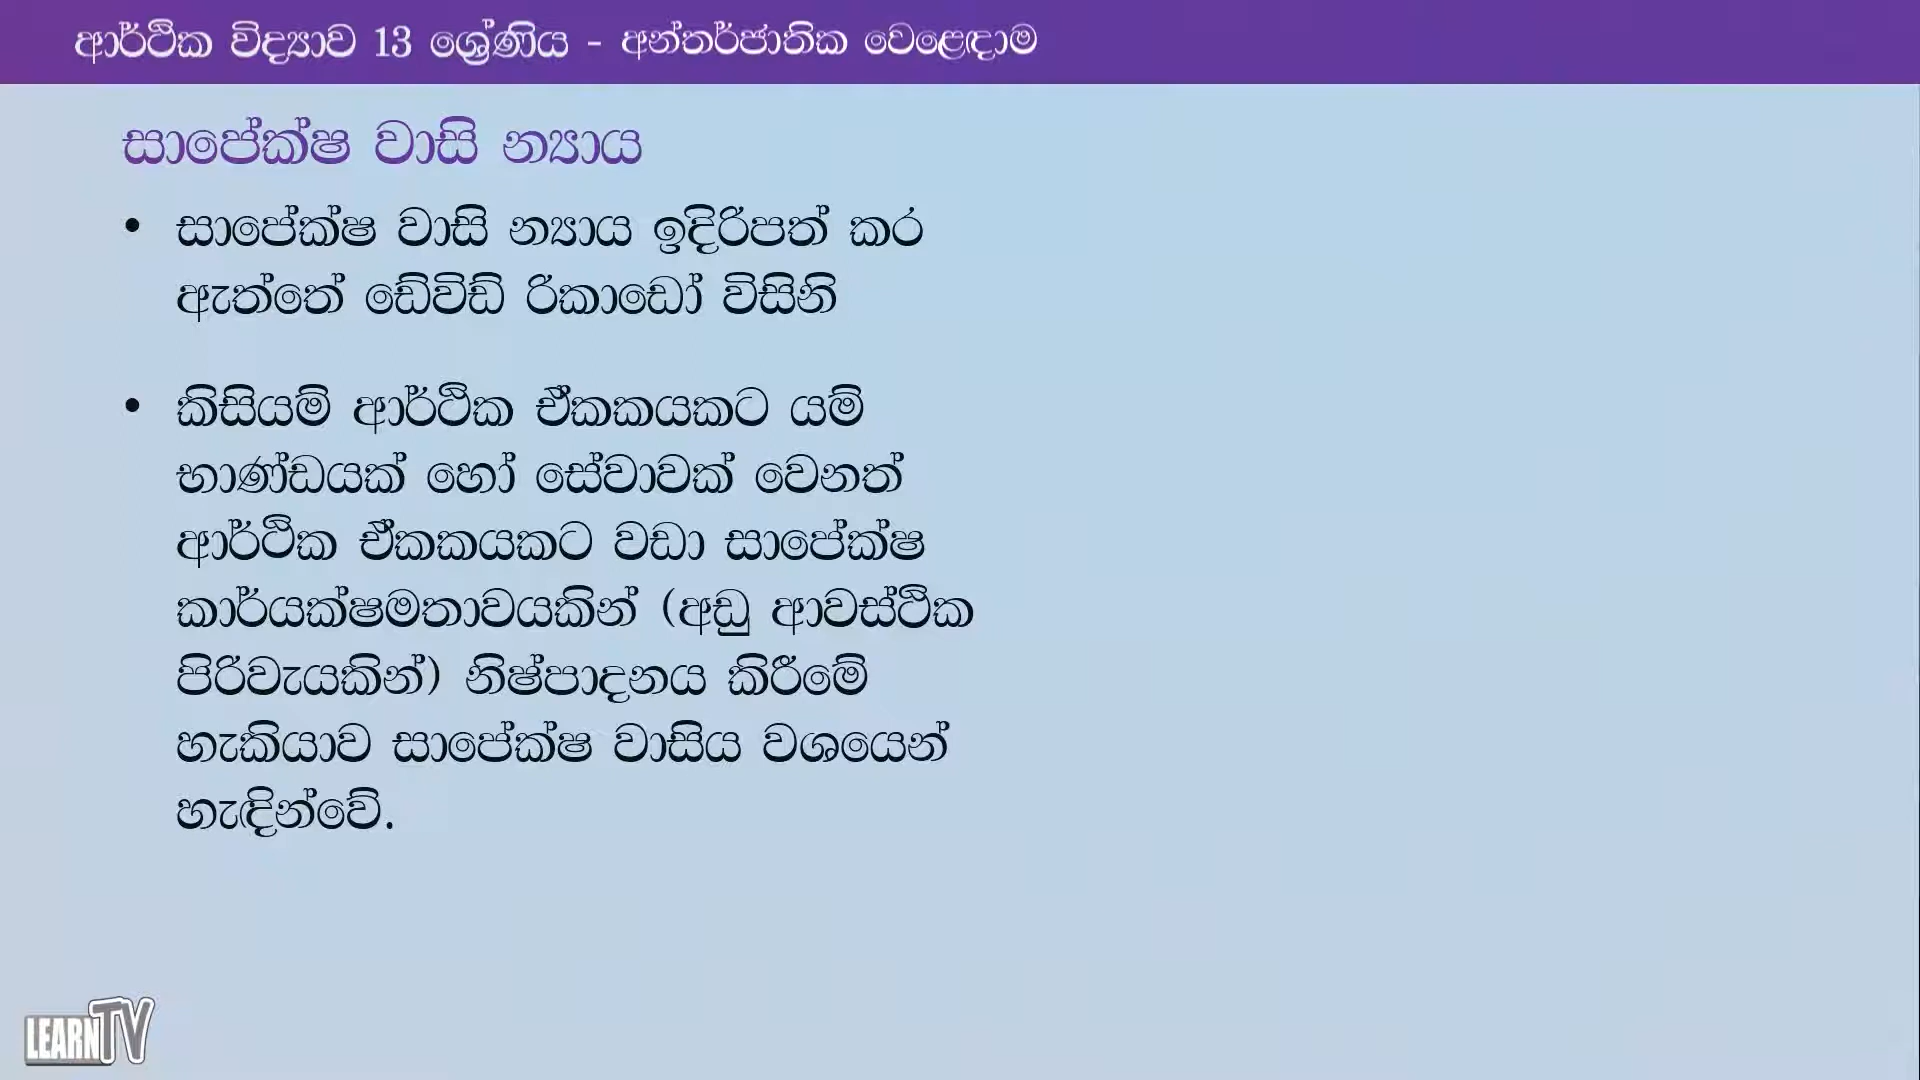 ආර්ථික විද්‍යාව 13 ශ්‍රේණිය - අන්තර්ජාතික වෙළෙඳාම
සාපේක්ෂ වාසි න්‍යාය
• සාපේක්ෂ වාසි න්‍යාය ඉදිරිපත් කර
ඇත්තේ ඩේවිඩ් රිකාඩෝ විසිනි
• කිසියම් ආර්ථික ඒකකයකට යම්
භාණ්ඩයක් හෝ සේවාවක් වෙනත්
ආර්ථික ඒකකයකට වඩා සාපේක්ෂ
කාර්යක්ෂමතාවයකින් (අඩු ආවස්ථික
පිරිවැයකින්) නිෂ්පාදනය කිරීමේ
හැකියාව සාපේක්ෂ වාසිය වශයෙන්
හැඳින්වේ.
LEARN TV